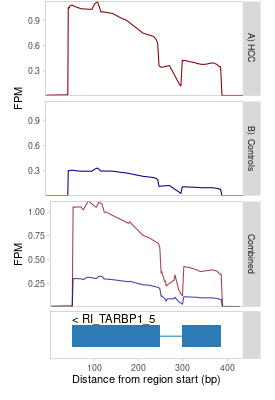 FPM
0.9
0.6
0.3
A) HCC
0.9
0.6
0.3
B) Controls
FPM
1.00
0.75
0.50
0.25
Combined
< RI_TARBP1_5
100 200 300 400
Distance from region start (bp)